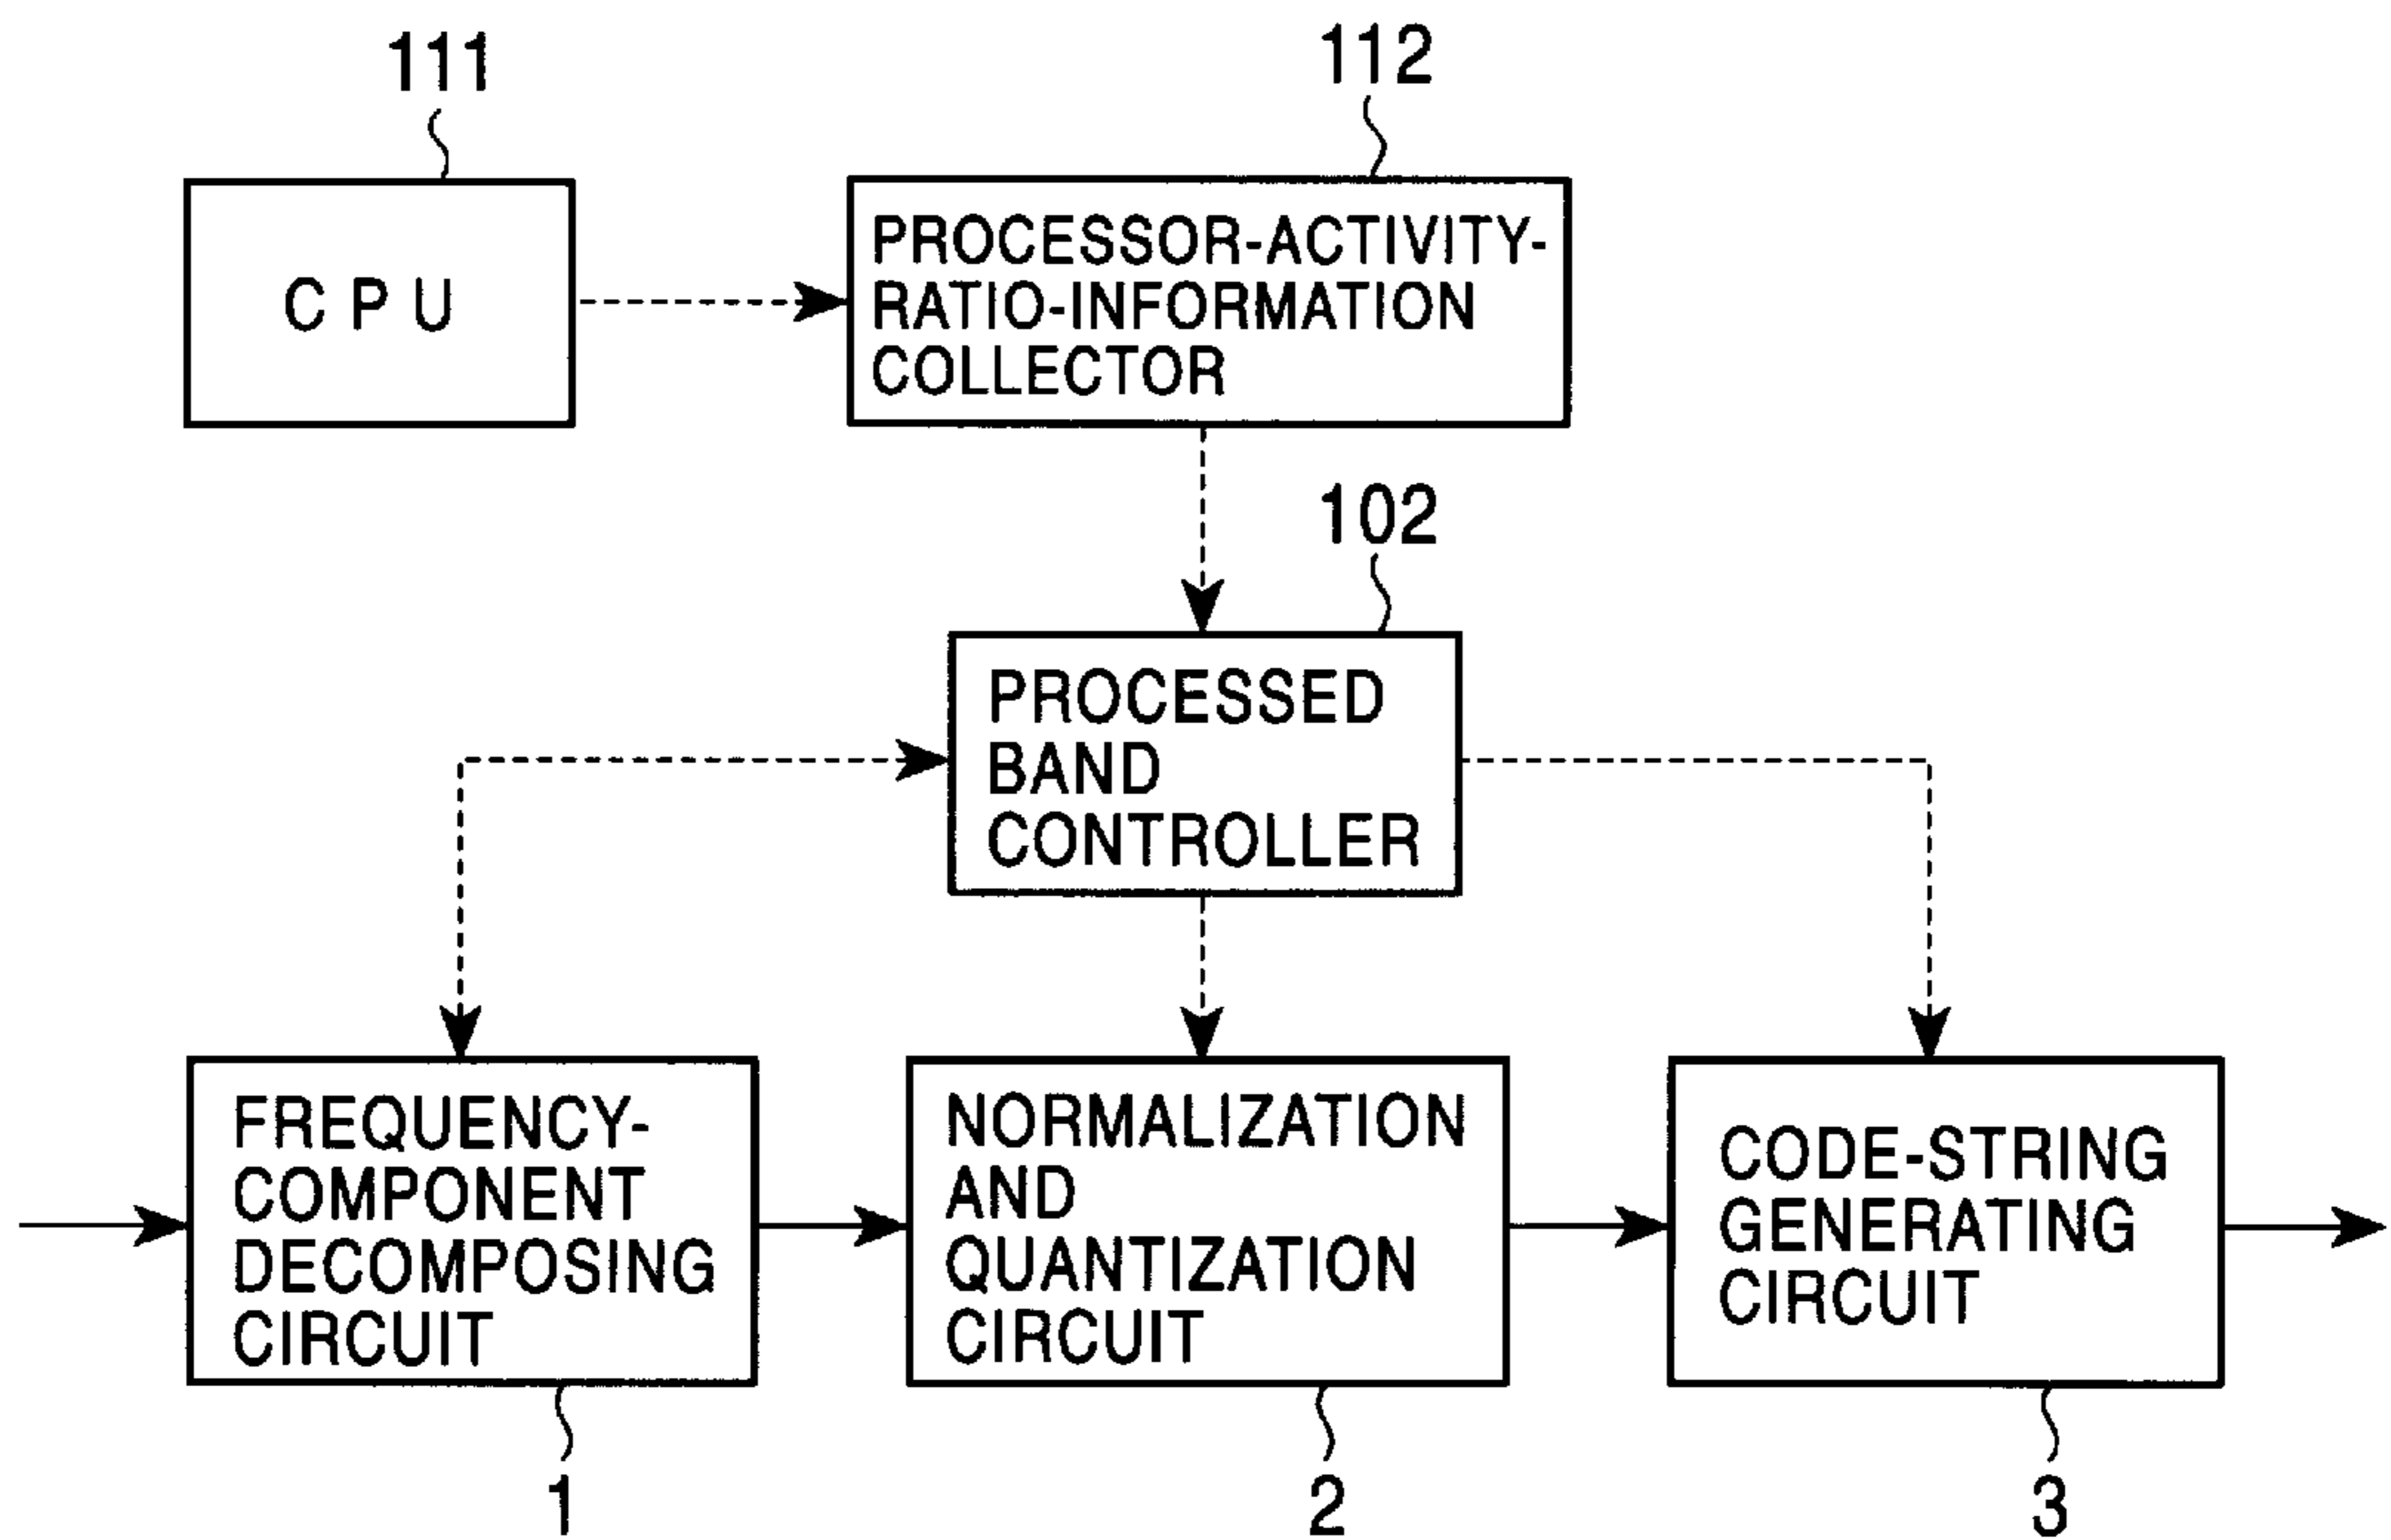 111
112
C P U
PROCESSOR-ACTIVITY-
RATIO-INFORMATION
COLLECTOR
102
PROCESSED
BAND
CONTROLLER
FREQUENCY-
COMPONENT
DECOMPOSING
CIRCUIT
NORMALIZATION
AND
QUANTIZATION
CIRCUIT
CODE-STRING
GENERATING
CIRCUIT
1
2
3